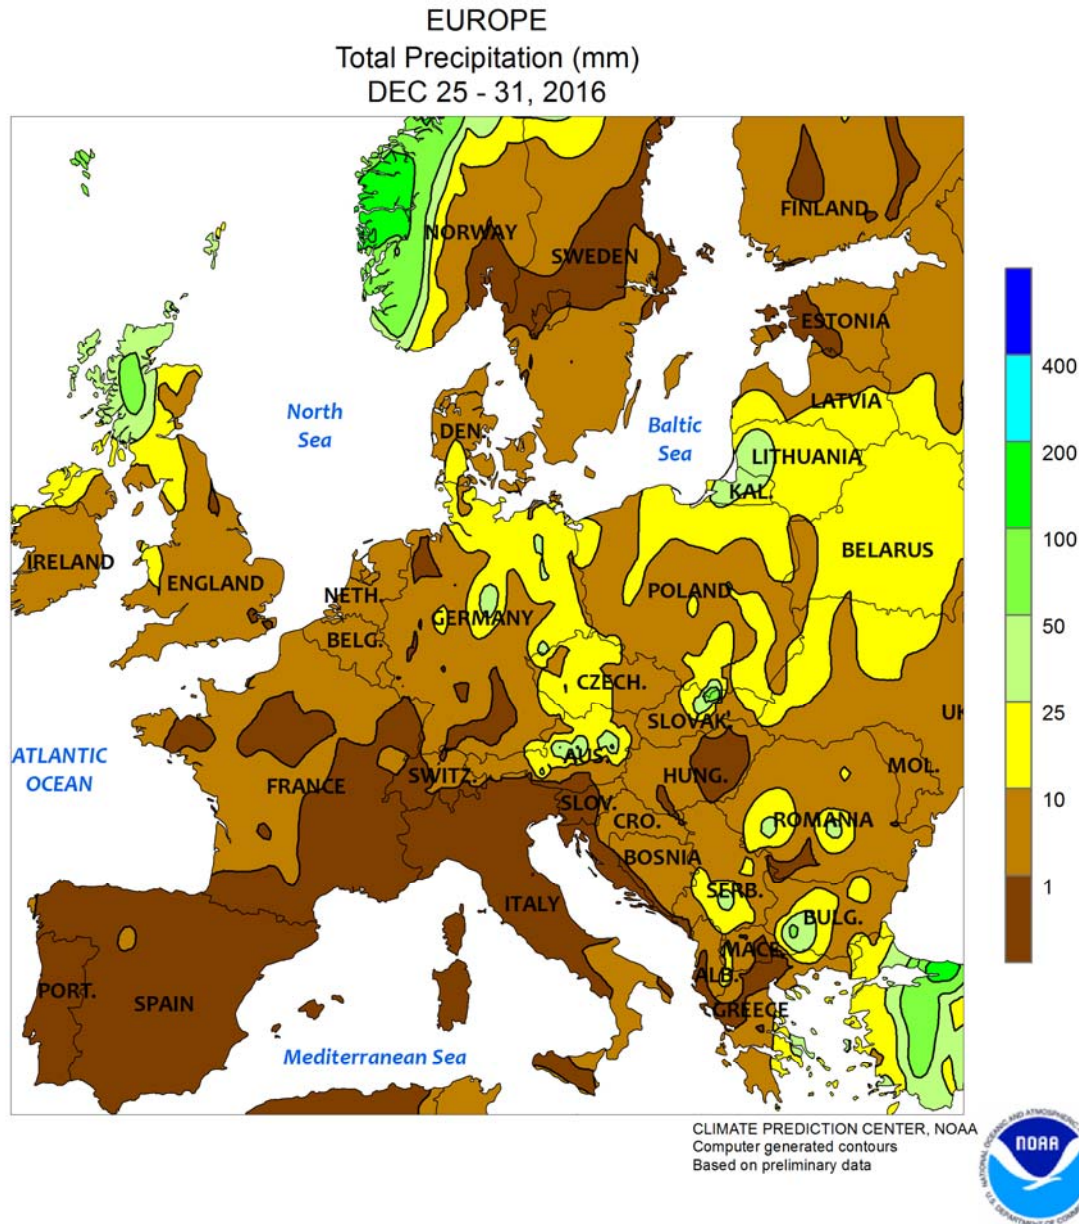 EUROPE
Total Precipitation (mm)
DEC 25 - 31, 2016
FINLAND
NORWAY
SWEDEN
ESTONIA
400
LATVIA
North
Sea
Baltic
Sea
DEN.
200
LITHUANIA
KAL.
100
BELARUS
IRELAND
ENGLAND
NETH.
POLAND
GERMANY
50
BELG.
CZECH.
25
SLOVAK.
UK
ATLANTIC
OCEAN
AUS.
MOL.
SWITZ.
HUNG.
FRANCE
SLOV.
10
CRO.
ROMANIA
BOSNIA
1
SERB.
ITALY
BULG.
MACE.
ALB.
PORT.
SPAIN
GREECE
Mediterranean Sea
CLIMATE PREDICTION CENTER, NOAA
Computer generated contours
Based on preliminary data
NOAA